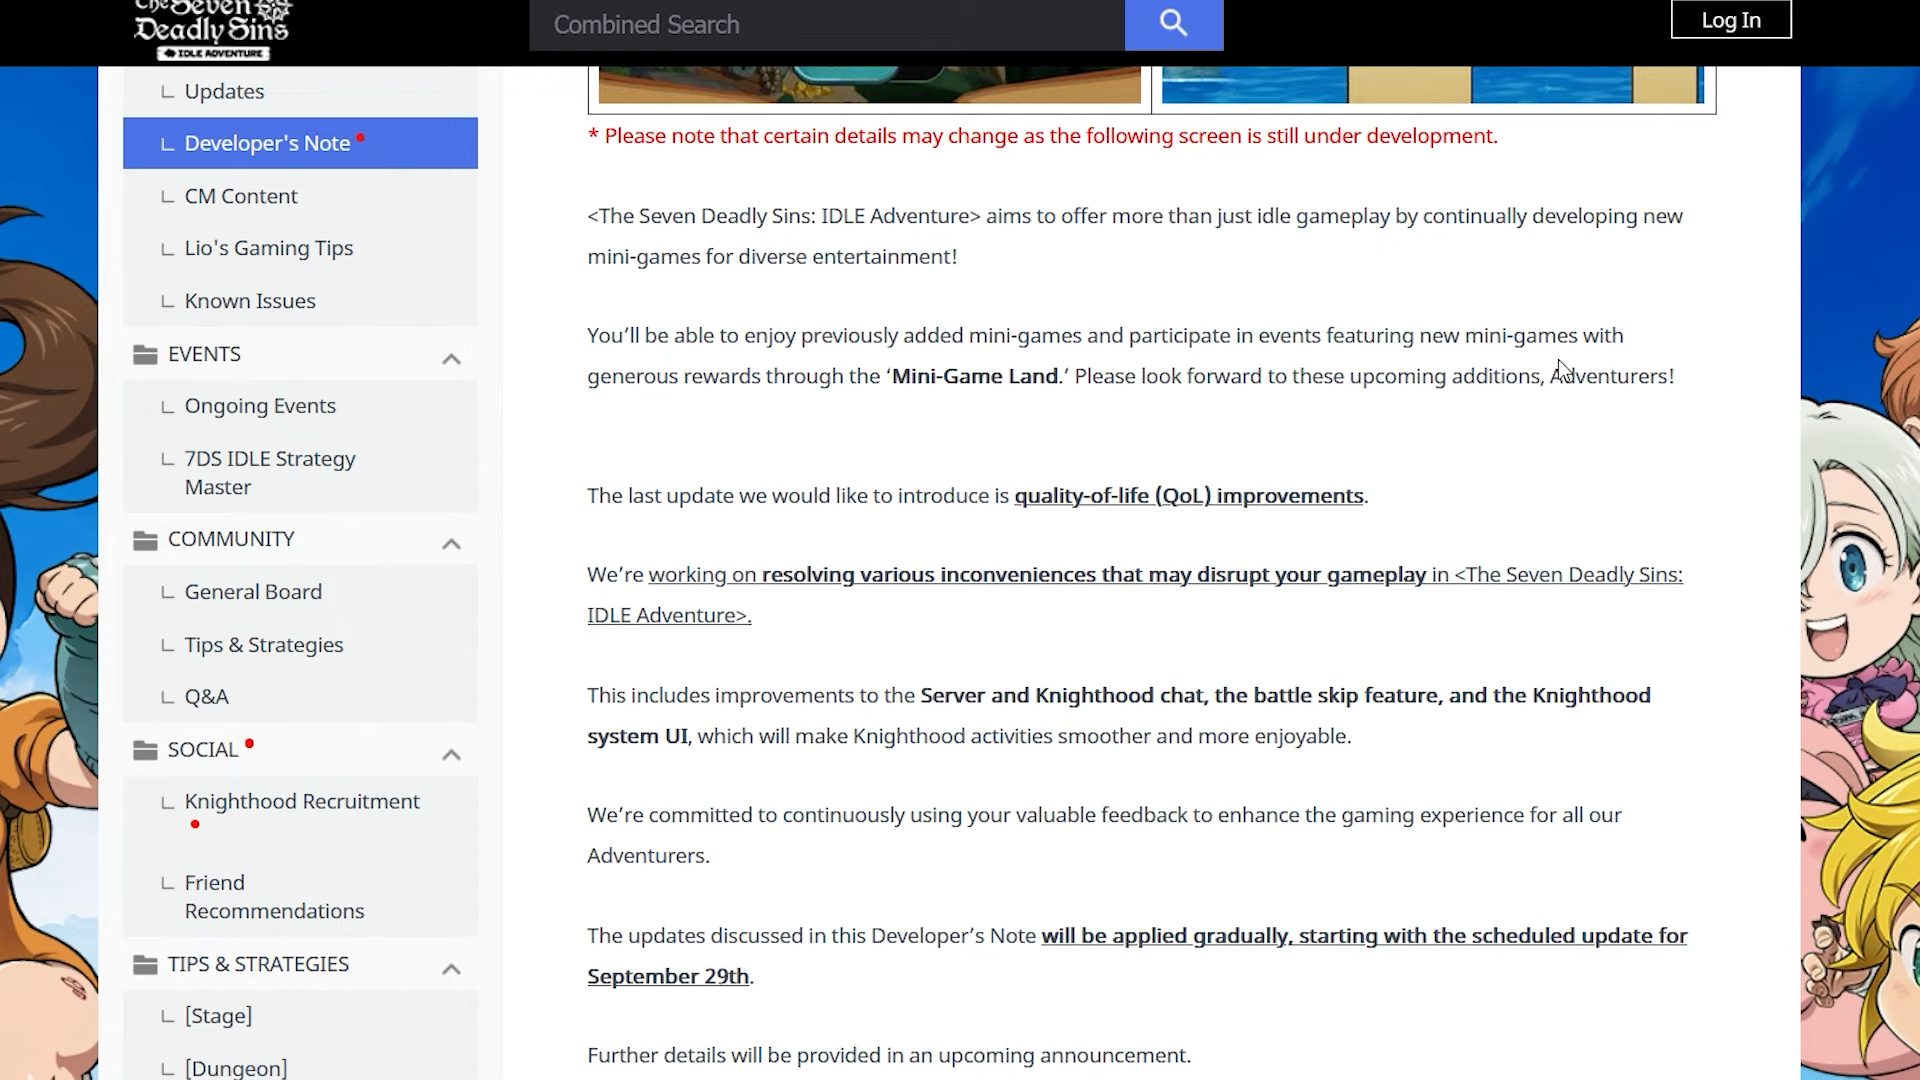 The Seven
Deadly Sins
IDLE ADVENTURE
Combined Search
Log In
Updates
Developer's Note
CM Content
Lio's Gaming Tips
Known Issues
EVENTS
Ongoing Events
7DS IDLE Strategy
Master
COMMUNITY
General Board
Tips & Strategies
Q&A
SOCIAL
Knighthood Recruitment
Friend
Recommendations
TIPS & STRATEGIES
[Stage]
[Dungeon]
* Please note that certain details may change as the following screen is still under development.
<The Seven Deadly Sins: IDLE Adventure> aims to offer more than just idle gameplay by continually developing new
mini-games for diverse entertainment!
You’ll be able to enjoy previously added mini-games and participate in events featuring new mini-games with
generous rewards through the ‘Mini-Game Land.’ Please look forward to these upcoming additions, Adventurers!
The last update we would like to introduce is quality-of-life (QoL) improvements.
We’re working on resolving various inconveniences that may disrupt your gameplay in <The Seven Deadly Sins:
IDLE Adventure>.
This includes improvements to the Server and Knighthood chat, the battle skip feature, and the Knighthood
system UI, which will make Knighthood activities smoother and more enjoyable.
We’re committed to continuously using your valuable feedback to enhance the gaming experience for all our
Adventurers.
The updates discussed in this Developer’s Note will be applied gradually, starting with the scheduled update for
September 29th.
Further details will be provided in an upcoming announcement.